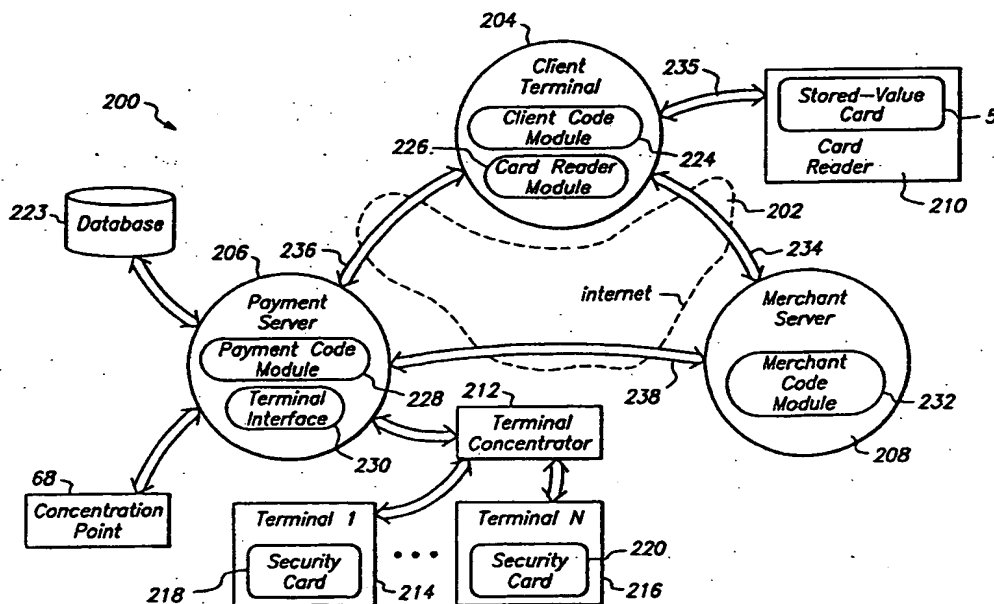 204
Client
Terminal
235
Stored-Value
Card
5
Client Code
Module
224
226
Card Reader
Module
Card
Reader
210
200
202
223
Database
236
234
206
internet
Payment
Server
Merchant
Server
Payment Code
Module
228
238
Merchant
Code
Module
232
212
Terminal
Interface
230
Terminal
Concentrator
208
68
Concentration
Point
Terminal 1
Security
Card
218
214
Terminal N
Security
Card
220
216